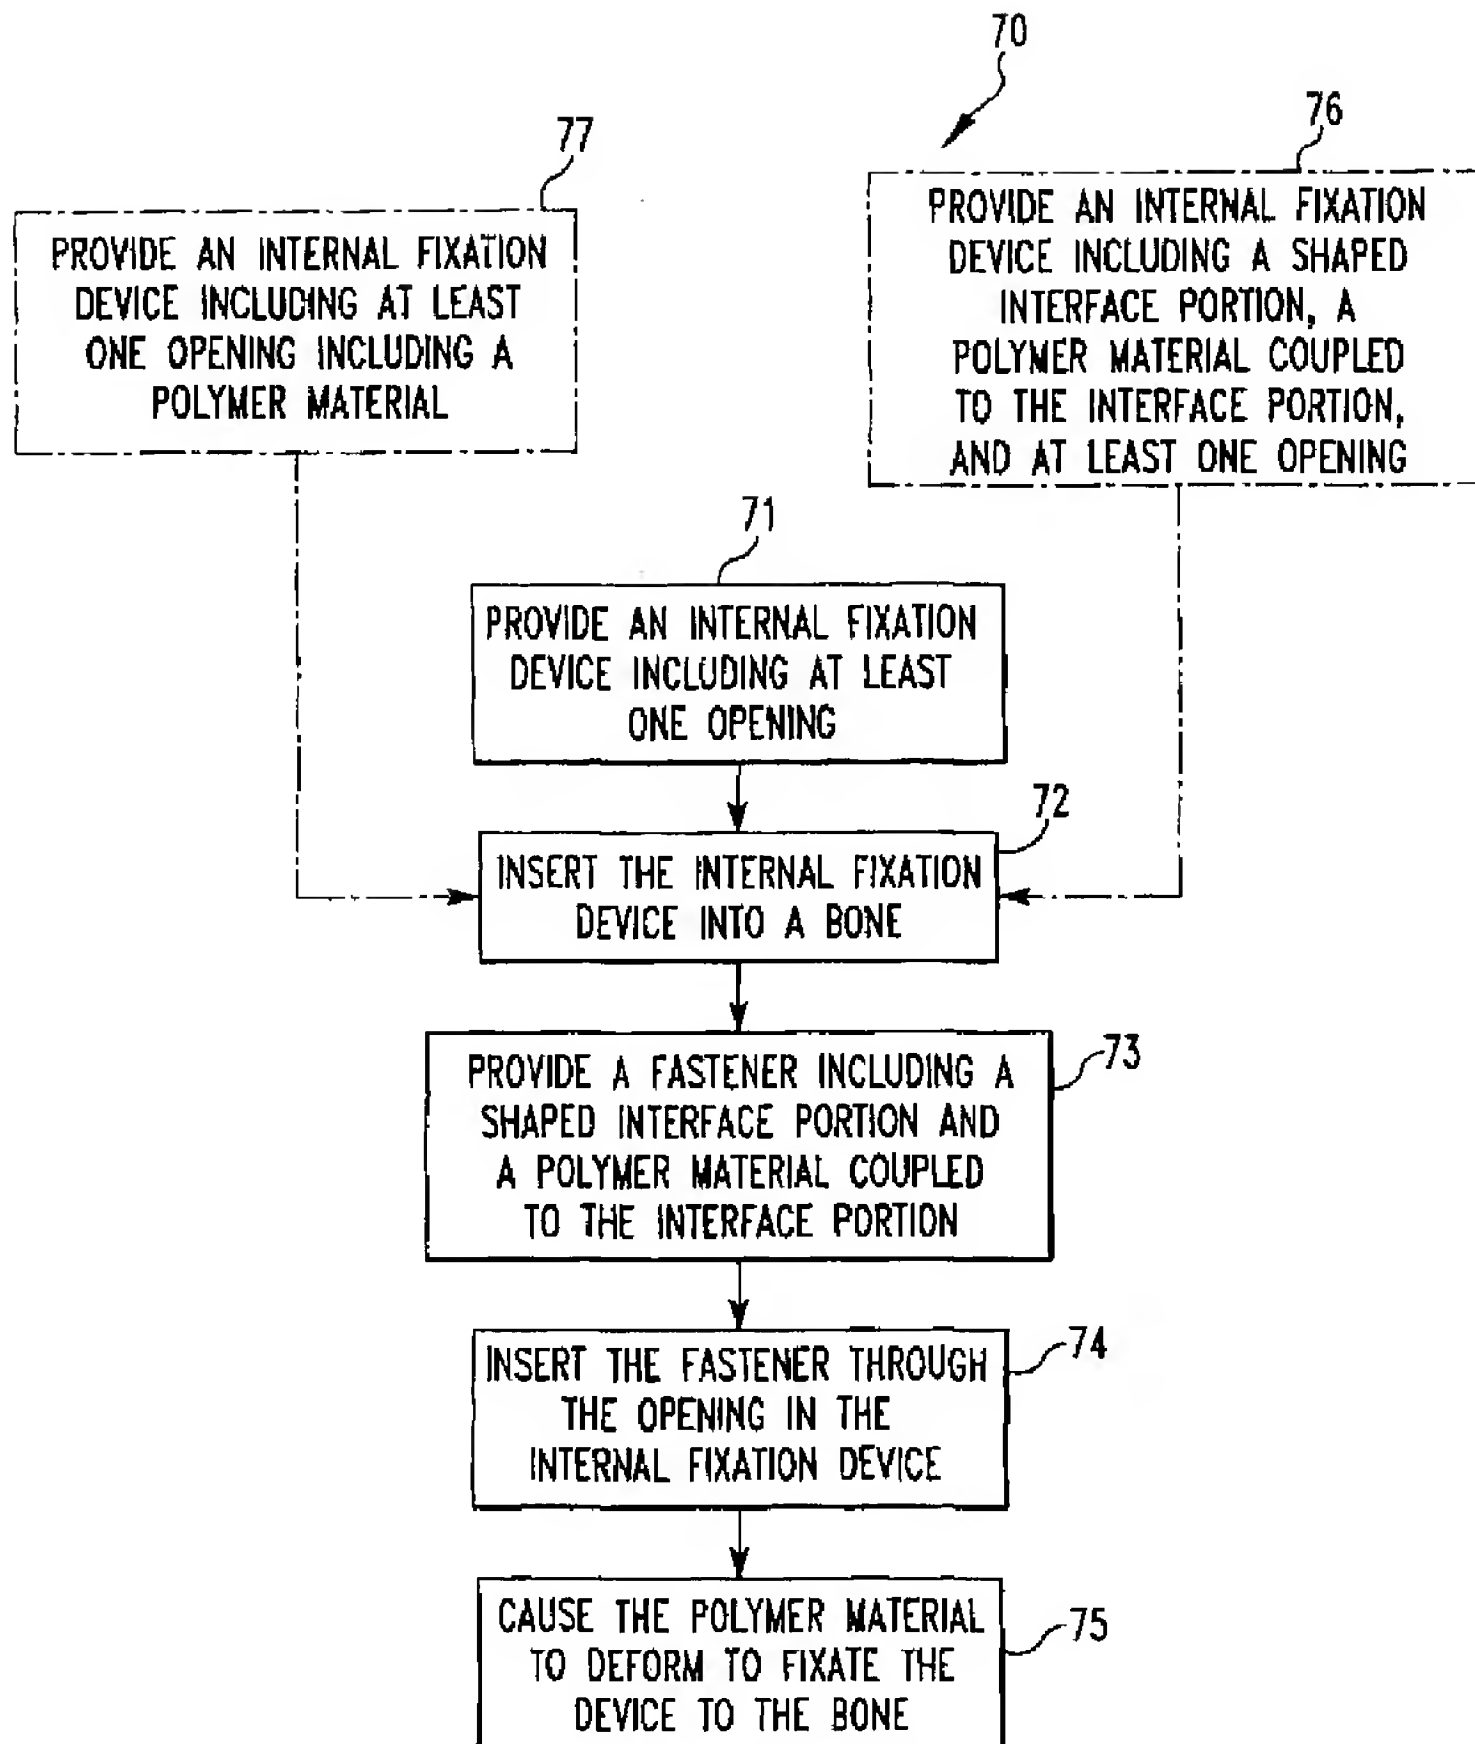 70
77
PROVIDE AN INTERNAL FIXATION
DEVICE INCLUDING AT LEAST
ONE OPENING INCLUDING A
POLYMER MATERIAL
76
PROVIDE AN INTERNAL FIXATION
DEVICE INCLUDING A SHAPED
INTERFACE PORTION, A
POLYMER MATERIAL COUPLED
TO THE INTERFACE PORTION,
AND AT LEAST ONE OPENING
71
PROVIDE AN INTERNAL FIXATION
DEVICE INCLUDING AT LEAST
ONE OPENING
72
INSERT THE INTERNAL FIXATION
DEVICE INTO A BONE
73
PROVIDE A FASTENER INCLUDING A
SHAPED INTERFACE PORTION AND
A POLYMER MATERIAL COUPLED
TO THE INTERFACE PORTION
74
INSERT THE FASTENER THROUGH
THE OPENING IN THE
INTERNAL FIXATION DEVICE
75
CAUSE THE POLYMER MATERIAL
TO DEFORM TO FIXATE THE
DEVICE TO THE BONE